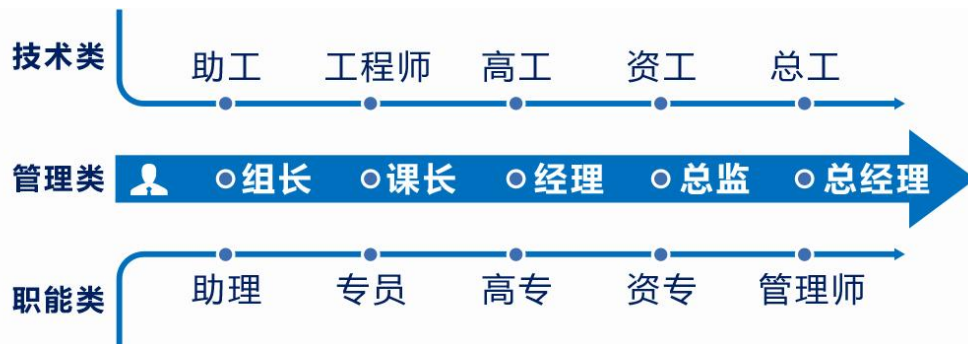 技术类
助工 工程师 高工 资工 总工
管理类 组长 课长 经理 总监 总经理
职能类
助理 专员 高专 资专 管理师